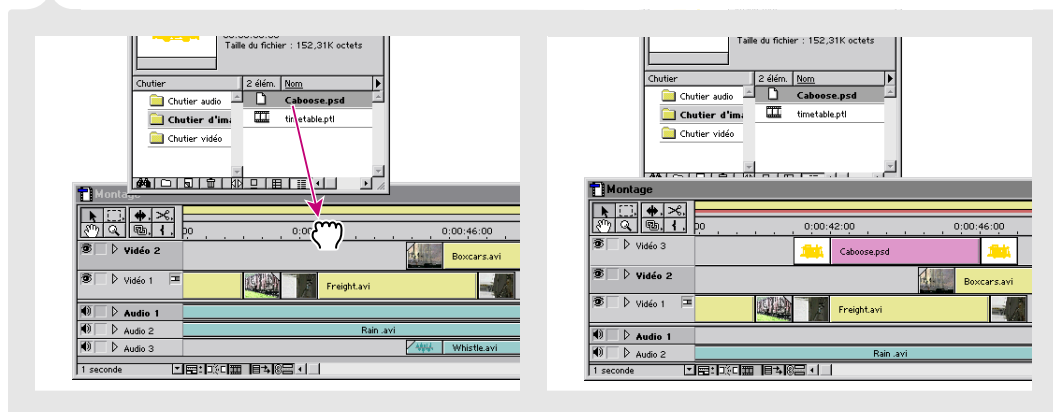 Taille du fichier : 152,31K octets
Chutier
2 élém. Nom
Chutier audio
Caboose.psd
Chutier d'im
timetable.ptl
Chutier vidéo
Montage
0:00:46:00
Vidéo 2
Boxcars.avi
Vidéo 1
Freight.avi
Audio 1
Audio 2
Rain .avi
Audio 3
Whistle.avi
1 seconde
Taille du fichier : 152,31K octets
Chutier
2 élém. Nom
Chutier audio
Caboose.psd
Chutier d'im
timetable.ptl
Chutier vidéo
Montage
00
0:00:42:00
0:00:46:00
Vidéo 3
Caboose.psd
Vidéo 2
Boxcars.avi
Vidéo 1
Freight.avi
Audio 1
Audio 2
Rain .avi
1 seconde